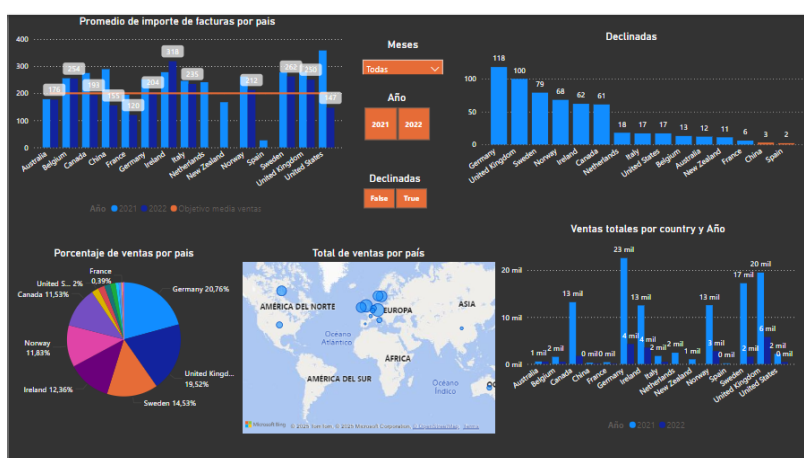 Promedio de importe de facturas por pais
400
300
200
100
0
176
254
193
155
120
204
318
235
212
262
250
147
Australia
Belgium
Canada
China
France
Germany
Ireland
Italy
Netherlands
New Zealand
Norway
Spain
Sweden
United Kingdom
United States
Año 2021 2022 Objetivo media ventas
Meses
Todas
Año
2021 2022
Declinadas
False True
Declinadas
100
50
0
118
100
79
68
62
61
18
17
17
13
12
11
6
3
2
Germany
United Kingdom
Sweden
Norway
Ireland
Canada
Netherlands
Italy
United States
Belgium
Australia
New Zealand
France
China
Spain
Porcentaje de ventas por pais
France
0,39%
United S... 2%
Canada 11,53%
Norway
11,83%
Ireland 12,36%
Sweden 14,53%
United Kingd...
19,52%
Germany 20,76%
Total de ventas por país
AMÉRICA DEL NORTE
EUROPA
ASIA
Océano
Atlántico
ÁFRICA
AMÉRICA DEL SUR
Océano
Índico
Microsoft Bing
Ventas totales por country y Año
20 mil
10 mil
0 mil
1 mil
2 mil
13 mil
0 mil
0 mil
23 mil
4 mil
13 mil
4 mil
2 mil
2 mil
1 mil
13 mil
3 mil
0 mil
17 mil
2 mil
20 mil
6 mil
2 mil
0 mil
Australia
Belgium
Canada
China
France
Germany
Ireland
Italy
Netherlands
New Zealand
Norway
Spain
Sweden
United Kingdom
United States
Año 2021 2022